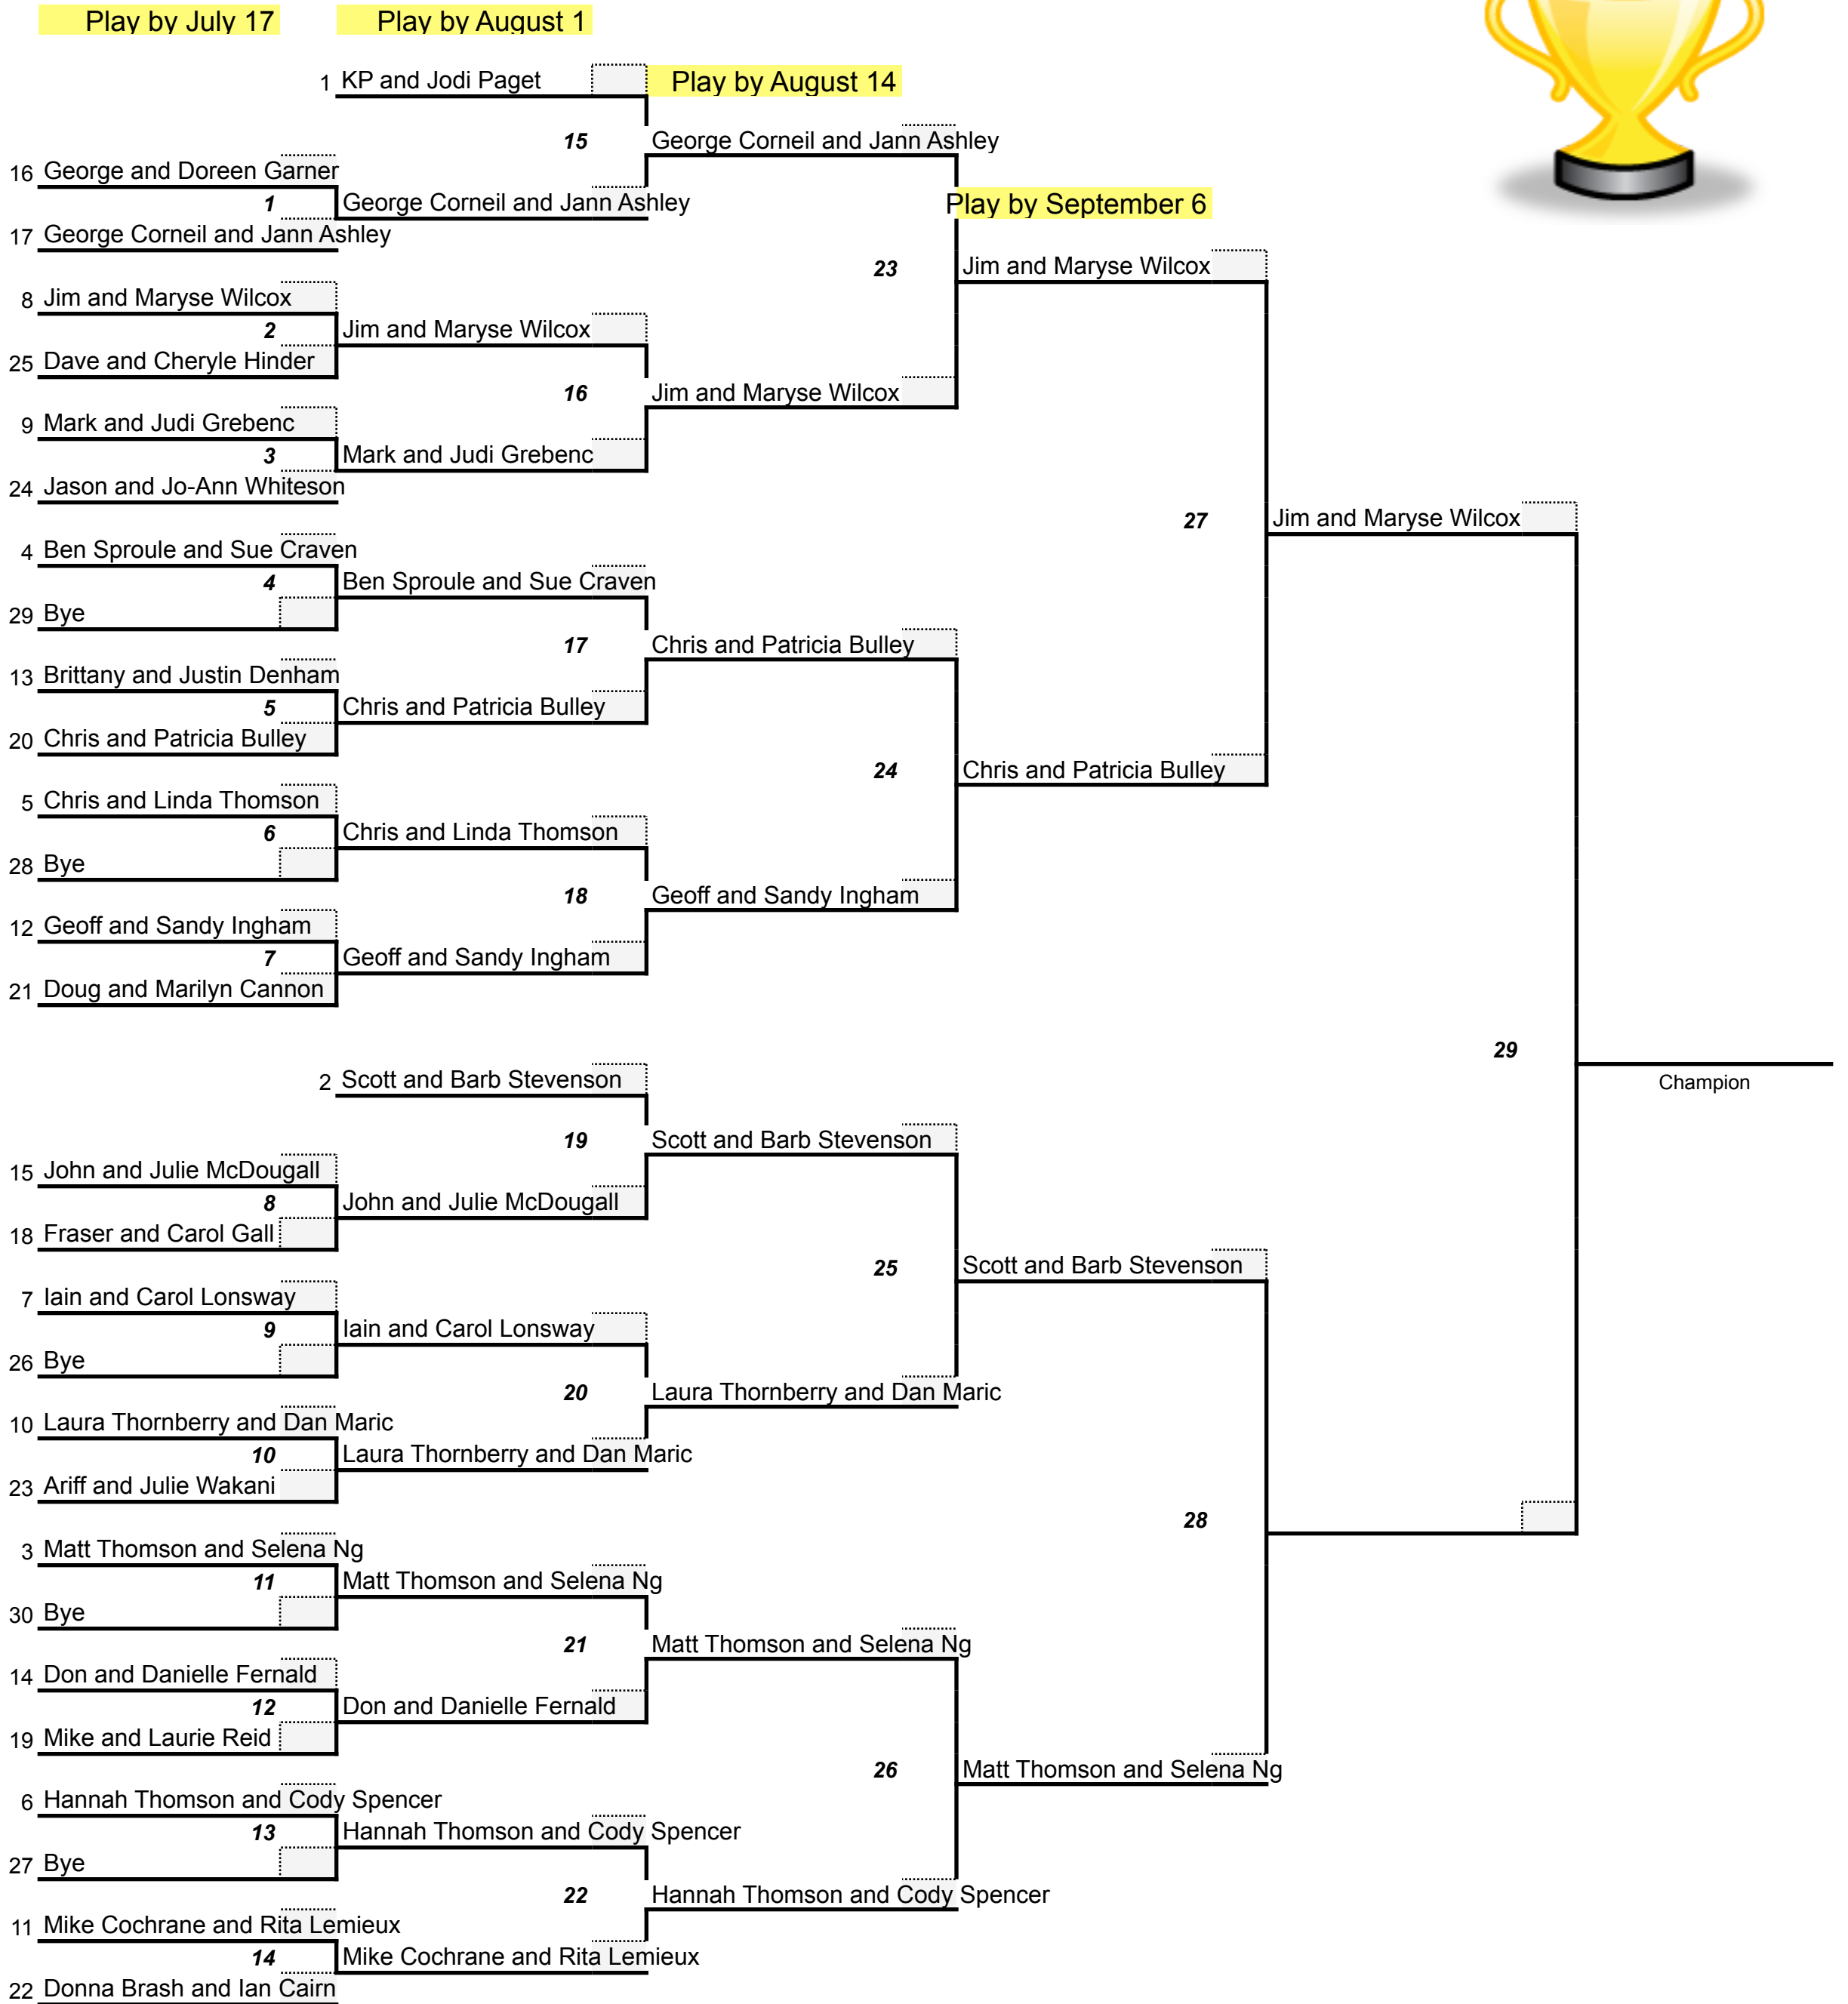 Play by July 17
Play by August 1
1 KP and Jodi Paget
Play by August 14
15 George Corneil and Jann Ashley
16 George and Doreen Garner
1 George Corneil and Jann Ashley
Play by September 6
17 George Corneil and Jann Ashley
23 Jim and Maryse Wilcox
8 Jim and Maryse Wilcox
2 Jim and Maryse Wilcox
25 Dave and Cheryle Hinder
16 Jim and Maryse Wilcox
9 Mark and Judi Grebenc
3 Mark and Judi Grebenc
24 Jason and Jo-Ann Whiteson
27 Jim and Maryse Wilcox
4 Ben Sproule and Sue Craven
4 Ben Sproule and Sue Craven
29 Bye
17 Chris and Patricia Bulley
13 Brittany and Justin Denham
5 Chris and Patricia Bulley
20 Chris and Patricia Bulley
24 Chris and Patricia Bulley
5 Chris and Linda Thomson
6 Chris and Linda Thomson
28 Bye
18 Geoff and Sandy Ingham
12 Geoff and Sandy Ingham
7 Geoff and Sandy Ingham
21 Doug and Marilyn Cannon
29
Champion
2 Scott and Barb Stevenson
19 Scott and Barb Stevenson
15 John and Julie McDougall
8 John and Julie McDougall
18 Fraser and Carol Gall
25 Scott and Barb Stevenson
7 Iain and Carol Lonsway
9 Iain and Carol Lonsway
26 Bye
20 Laura Thornberry and Dan Maric
10 Laura Thornberry and Dan Maric
10 Laura Thornberry and Dan Maric
23 Ariff and Julie Wakani
28
3 Matt Thomson and Selena Ng
11 Matt Thomson and Selena Ng
30 Bye
21 Matt Thomson and Selena Ng
14 Don and Danielle Fernald
12 Don and Danielle Fernald
19 Mike and Laurie Reid
26 Matt Thomson and Selena Ng
6 Hannah Thomson and Cody Spencer
13 Hannah Thomson and Cody Spencer
27 Bye
22 Hannah Thomson and Cody Spencer
11 Mike Cochrane and Rita Lemieux
14 Mike Cochrane and Rita Lemieux
22 Donna Brash and Ian Cairn